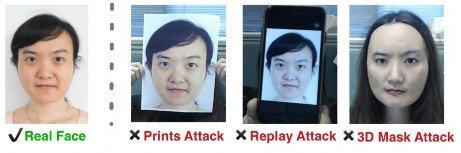 Real Face
Prints Attack
Replay Attack
3D Mask Attack